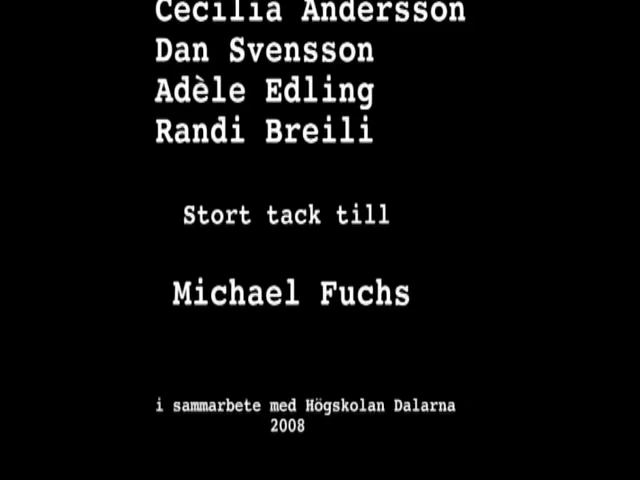 Cecilia Andersson
Dan Svensson
Adèle Edling
Randi Breili
Stort tack till
Michael Fuchs
i sammarbete med Högskolan Dalarna
2008